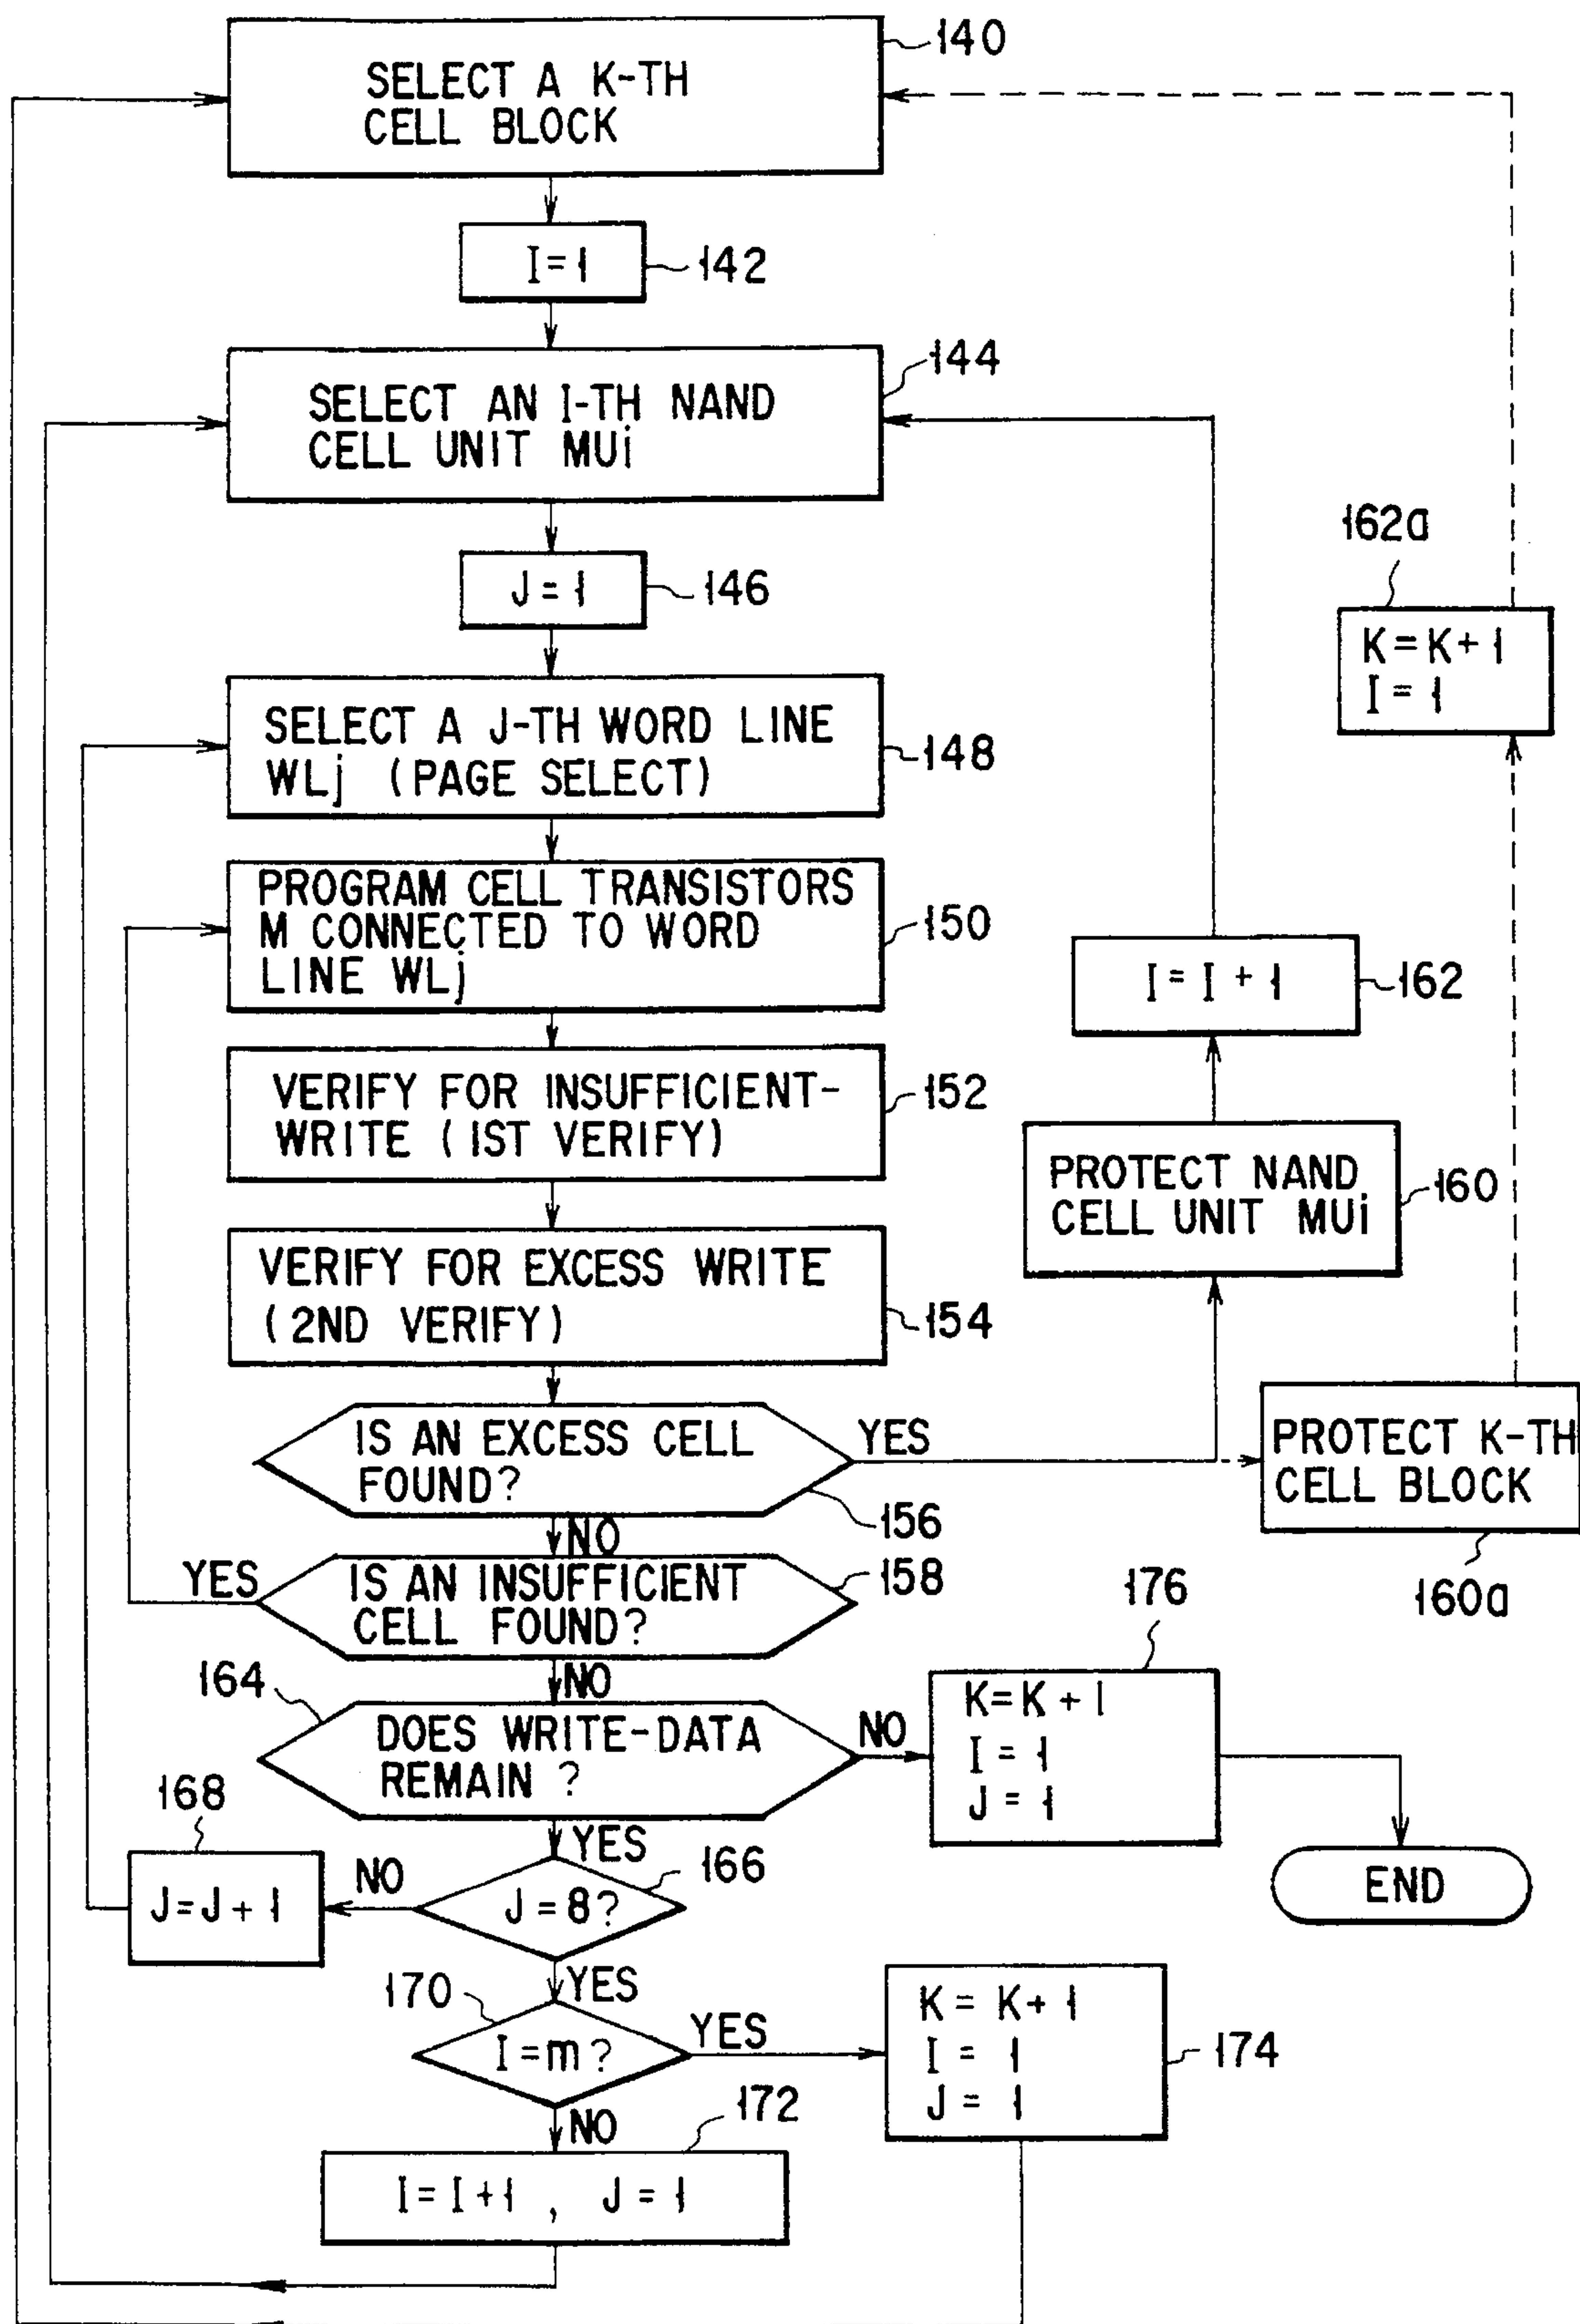 140
SELECT A K-TH
CELL BLOCK
I = 1
142
144
SELECT AN I-TH NAND
CELL UNIT MUi
162a
J = 1
146
K = K + 1
I = 1
SELECT A J-TH WORD LINE
WLj (PAGE SELECT)
148
PROGRAM CELL TRANSISTORS
M CONNECTED TO WORD
LINE WLj
150
I = I + 1
162
VERIFY FOR INSUFFICIENT-
WRITE (1ST VERIFY)
152
PROTECT NAND
CELL UNIT MUi
160
VERIFY FOR EXCESS WRITE
(2ND VERIFY)
154
IS AN EXCESS CELL
FOUND?
YES
PROTECT K-TH
CELL BLOCK
156
NO
YES
IS AN INSUFFICIENT
CELL FOUND?
158
160a
176
164
NO
DOES WRITE-DATA
REMAIN ?
NO
K = K + 1
I = 1
J = 1
168
YES
166
NO
J = J + 1
J = 8?
END
170
YES
I = m?
YES
K = K + 1
I = 1
J = 1
174
NO
172
I = I + 1 , J = 1